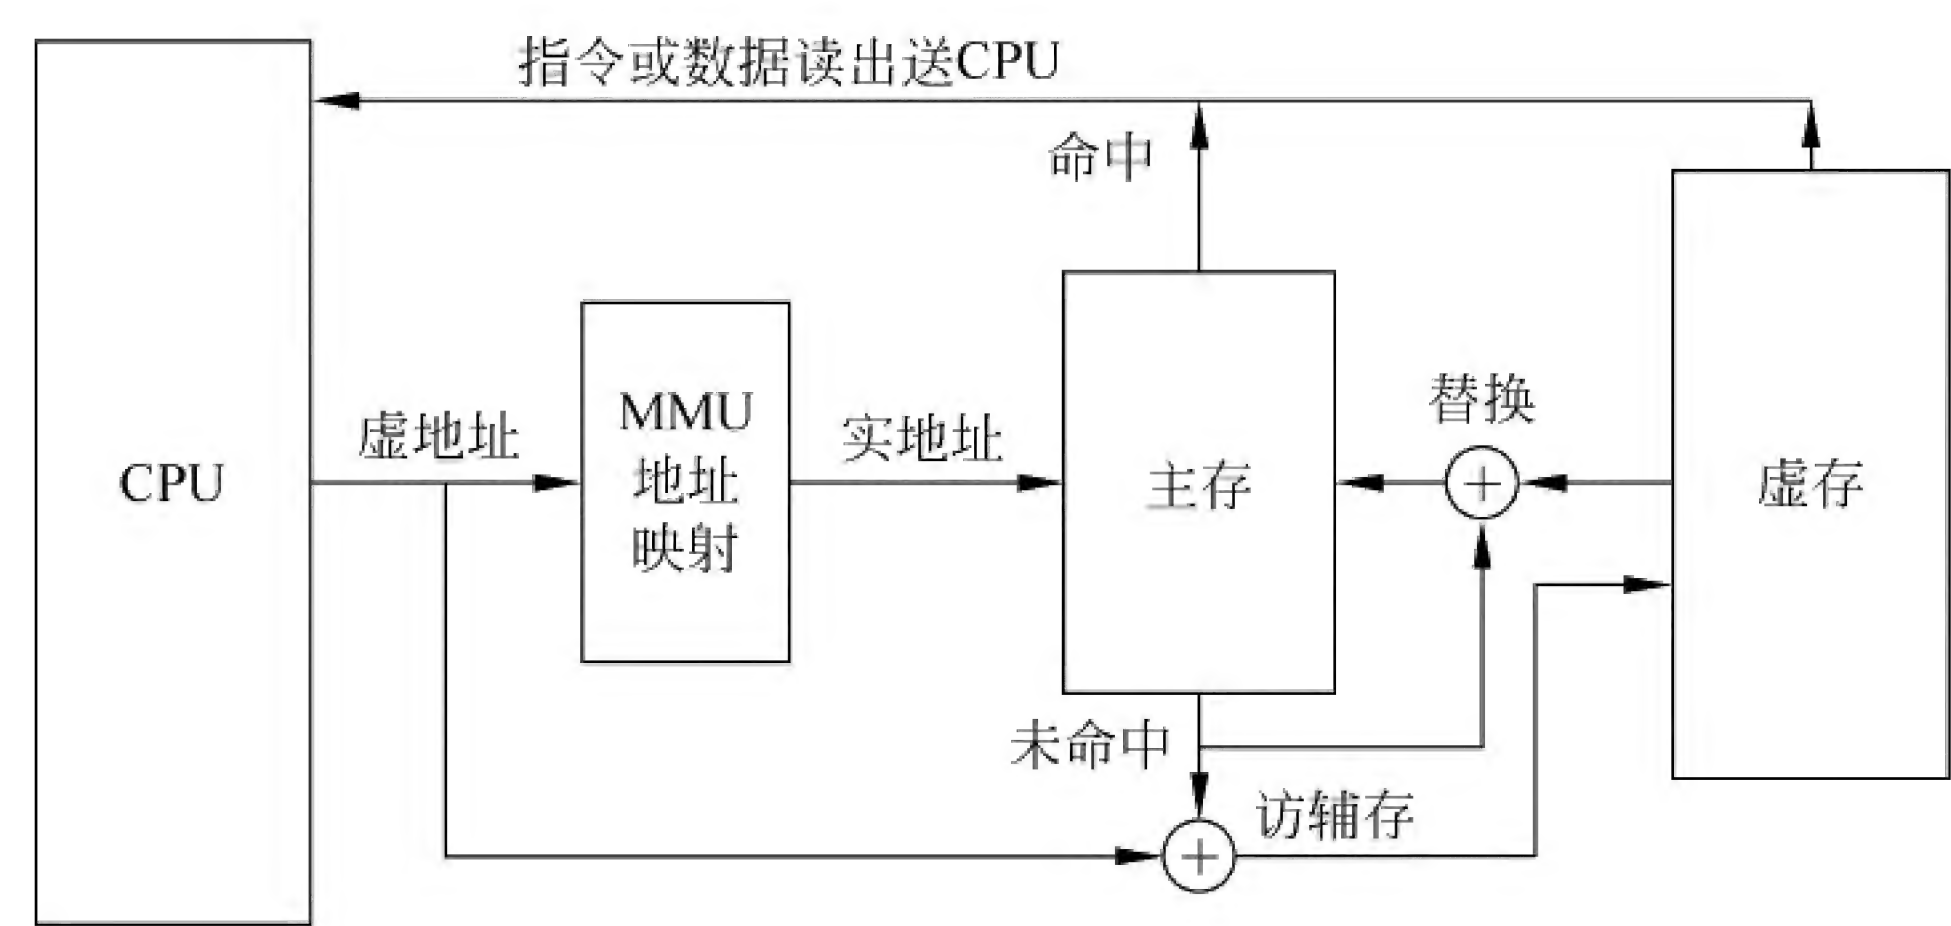 指令或数据读出送CPU
命中
CPU
虚地址
MMU
地址
映射
实地址
主存
替换
虚存
未命中
访辅存